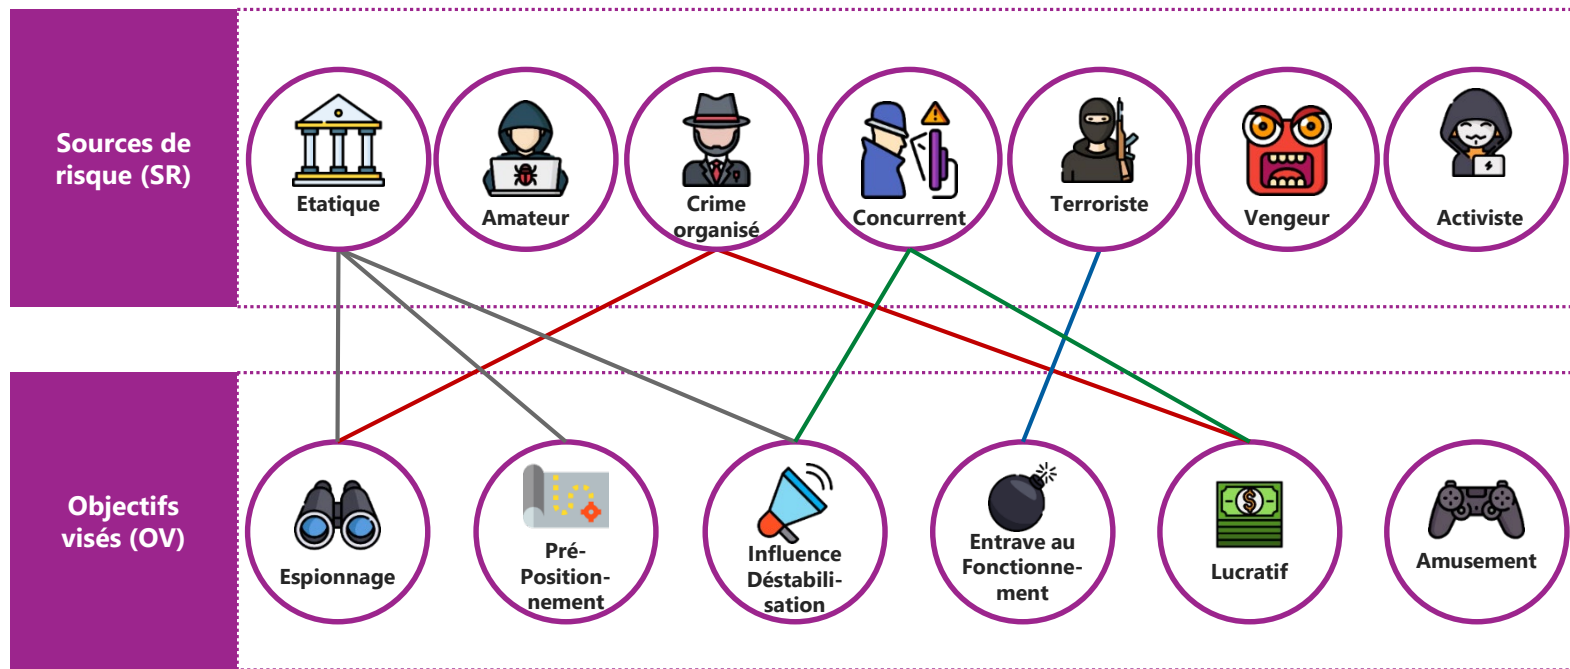 Sources de
risque (SR)
Etatique
Amateur
Crime
organisé
Concurrent
Terroriste
Vengeur
Activiste
Objectifs
visés (OV)
Espionnage
Pré-
Position-
nement
Influence
Déstabili-
sation
Entrave au
Fonctionne-
ment
$
Lucratif
Amusement